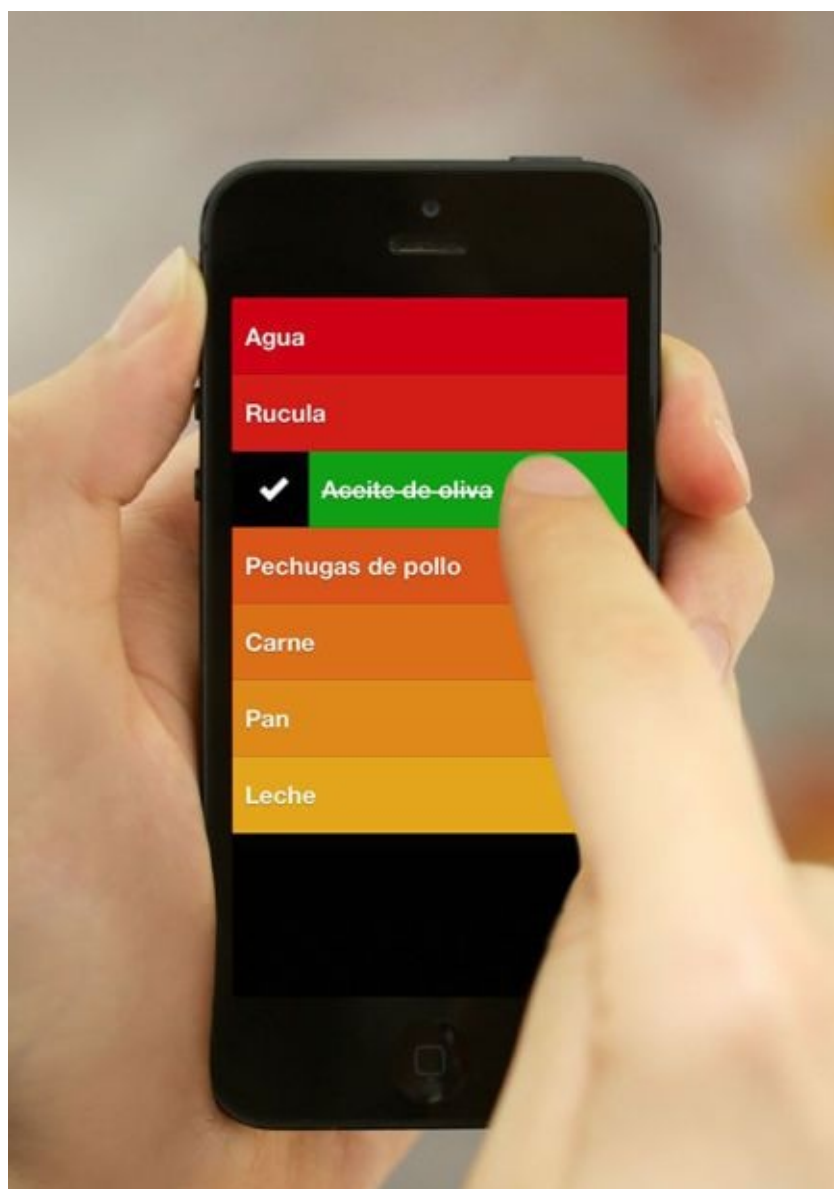 Agua
Rucula
Aceite de oliva
Pechugas de pollo
Carne
Pan
Leche